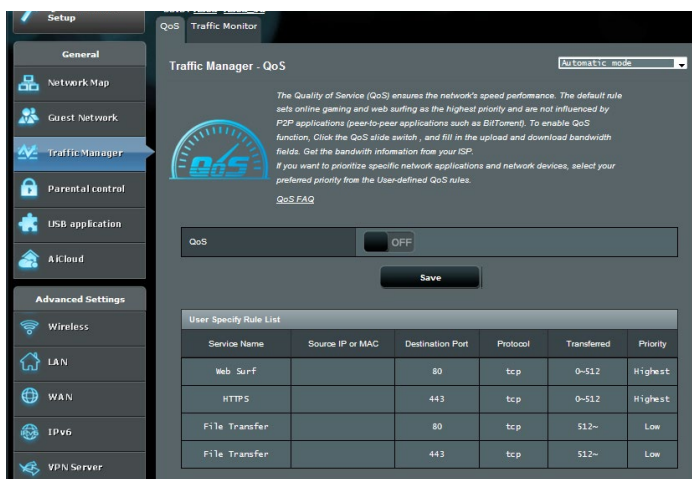 Setup
General
Network Map
Guest Network
Traffic Manager
Parental control
USB application
AiCloud
Advanced Settings
Wireless
LAN
WAN
IPv6
VPN Server
QoS Traffic Monitor
Traffic Manager - QoS
Automatic mode
The Quality of Service (QoS) ensures the network's speed performance. The default rule
sets online gaming and web surfing as the highest priority and are not influenced by
P2P applications (peer-to-peer applications such as BitTorrent). To enable QoS
function, Click the QoS slide switch , and fill in the upload and download bandwidth
fields. Get the bandwith information from your ISP.
If you want to prioritize specific network applications and network devices, select your
preferred priority from the User-defined QoS rules.
QoS FAQ
QoS
QoS OFF
Save
User Specify Rule List
Service Name Source IP or MAC Destination Port Protocol Transferred Priority
Web Surf 80 tcp 0~512 Highest
HTTPS 443 tcp 0~512 Highest
File Transfer 80 tcp 512~ Low
File Transfer 443 tcp 512~ Low